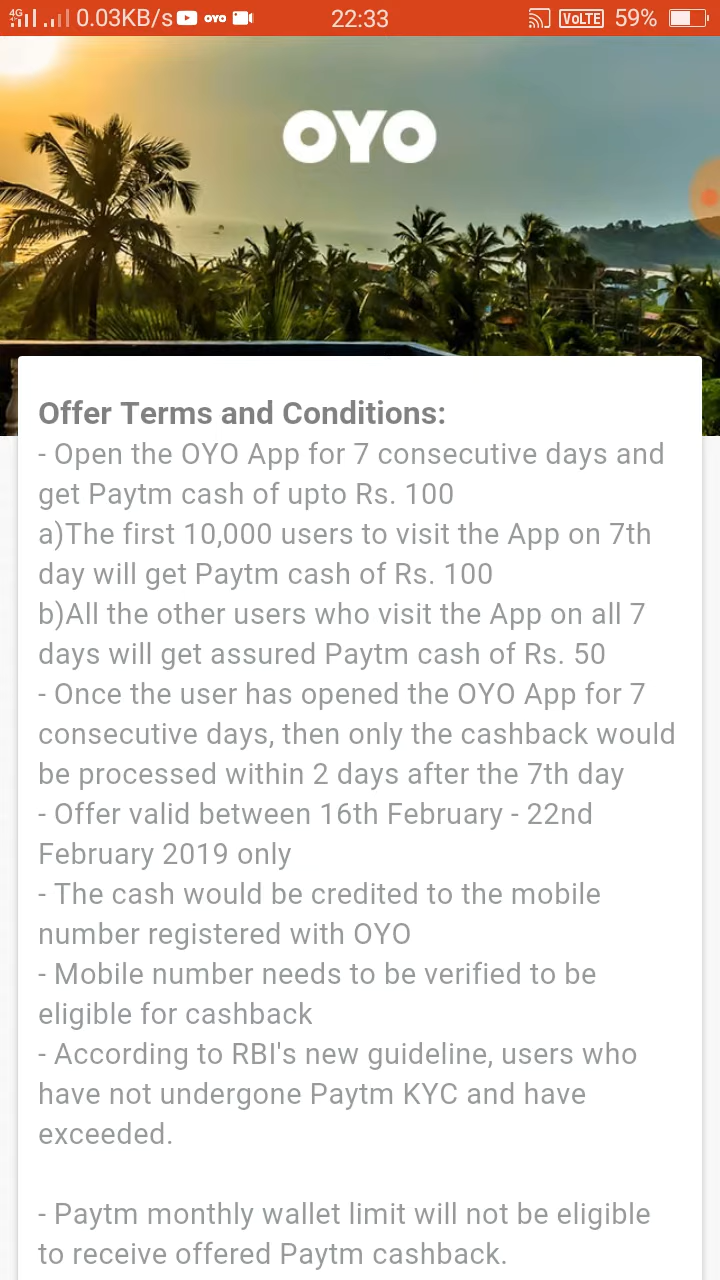 4G 0.03KB/s OYO 22:33 VoLTE 59%
OYO
Offer Terms and Conditions:
- Open the OYO App for 7 consecutive days and
get Paytm cash of upto Rs. 100
a)The first 10,000 users to visit the App on 7th
day will get Paytm cash of Rs. 100
b)All the other users who visit the App on all 7
days will get assured Paytm cash of Rs. 50
- Once the user has opened the OYO App for 7
consecutive days, then only the cashback would
be processed within 2 days after the 7th day
- Offer valid between 16th February - 22nd
February 2019 only
- The cash would be credited to the mobile
number registered with OYO
- Mobile number needs to be verified to be
eligible for cashback
- According to RBI's new guideline, users who
have not undergone Paytm KYC and have
exceeded.
- Paytm monthly wallet limit will not be eligible
to receive offered Paytm cashback.